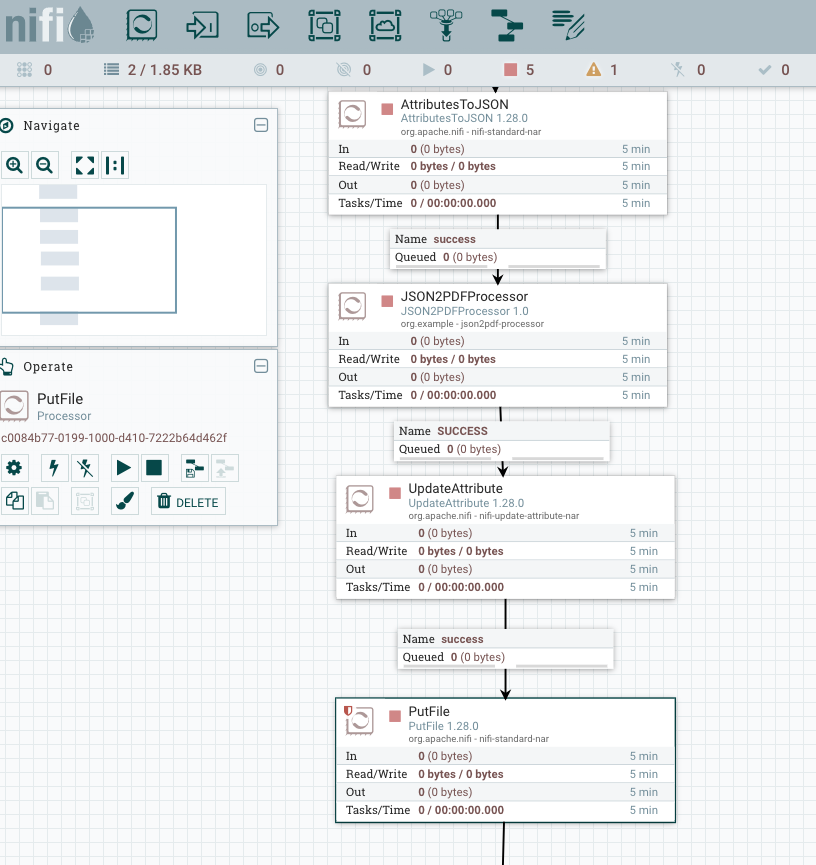 nifi
0 2 / 1.85 KB 0 0 0 5 1 0 0
Navigate
Operate
PutFile
Processor
c0084b77-0199-1000-d410-7222b64d462f
DELETE
AttributesToJSON
AttributesToJSON 1.28.0
org.apache.nifi - nifi-standard-nar
In 0 (0 bytes) 5 min
Read/Write 0 bytes / 0 bytes 5 min
Out 0 (0 bytes) 5 min
Tasks/Time 0 / 00:00:00.000 5 min
Name success
Queued 0 (0 bytes)
JSON2PDFProcessor
JSON2PDFProcessor 1.0
org.example - json2pdf-processor
In 0 (0 bytes) 5 min
Read/Write 0 bytes / 0 bytes 5 min
Out 0 (0 bytes) 5 min
Tasks/Time 0 / 00:00:00.000 5 min
Name SUCCESS
Queued 0 (0 bytes)
UpdateAttribute
UpdateAttribute 1.28.0
org.apache.nifi - nifi-update-attribute-nar
In 0 (0 bytes) 5 min
Read/Write 0 bytes / 0 bytes 5 min
Out 0 (0 bytes) 5 min
Tasks/Time 0 / 00:00:00.000 5 min
Name success
Queued 0 (0 bytes)
PutFile
PutFile 1.28.0
org.apache.nifi - nifi-standard-nar
In 0 (0 bytes) 5 min
Read/Write 0 bytes / 0 bytes 5 min
Out 0 (0 bytes) 5 min
Tasks/Time 0 / 00:00:00.000 5 min